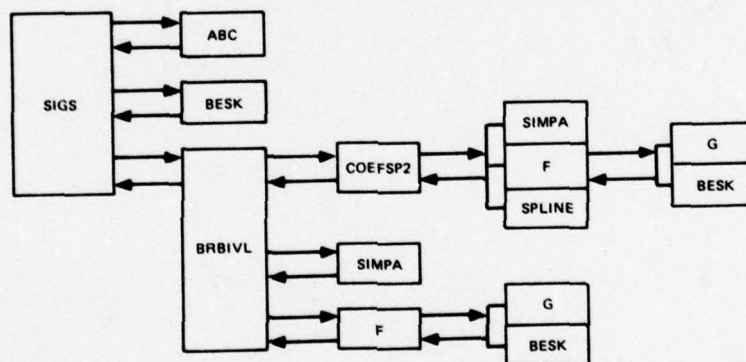 ABC
SIGS
BESK
SIMPA
COEFSP2
F
G
BESK
SPLINE
BRBIVL
SIMPA
G
F
BESK